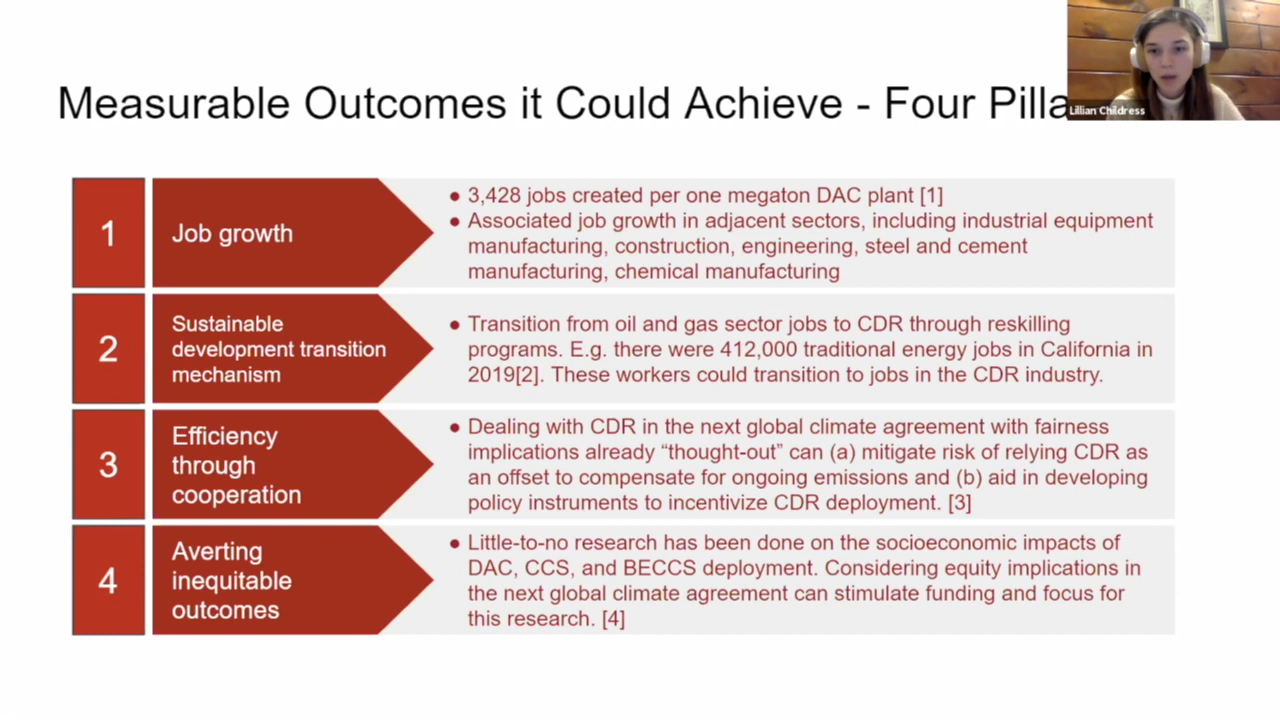 Measurable Outcomes it Could Achieve - Four Pilla
Lillian Childress
1
Job growth
● 3,428 jobs created per one megaton DAC plant [1]
● Associated job growth in adjacent sectors, including industrial equipment
manufacturing, construction, engineering, steel and cement
manufacturing, chemical manufacturing
2
Sustainable
development transition
mechanism
● Transition from oil and gas sector jobs to CDR through reskilling
programs. E.g. there were 412,000 traditional energy jobs in California in
2019[2]. These workers could transition to jobs in the CDR industry.
3
Efficiency
through
cooperation
● Dealing with CDR in the next global climate agreement with fairness
implications already “thought-out” can (a) mitigate risk of relying CDR as
an offset to compensate for ongoing emissions and (b) aid in developing
policy instruments to incentivize CDR deployment. [3]
4
Averting
inequitable
outcomes
● Little-to-no research has been done on the socioeconomic impacts of
DAC, CCS, and BECCS deployment. Considering equity implications in
the next global climate agreement can stimulate funding and focus for
this research. [4]